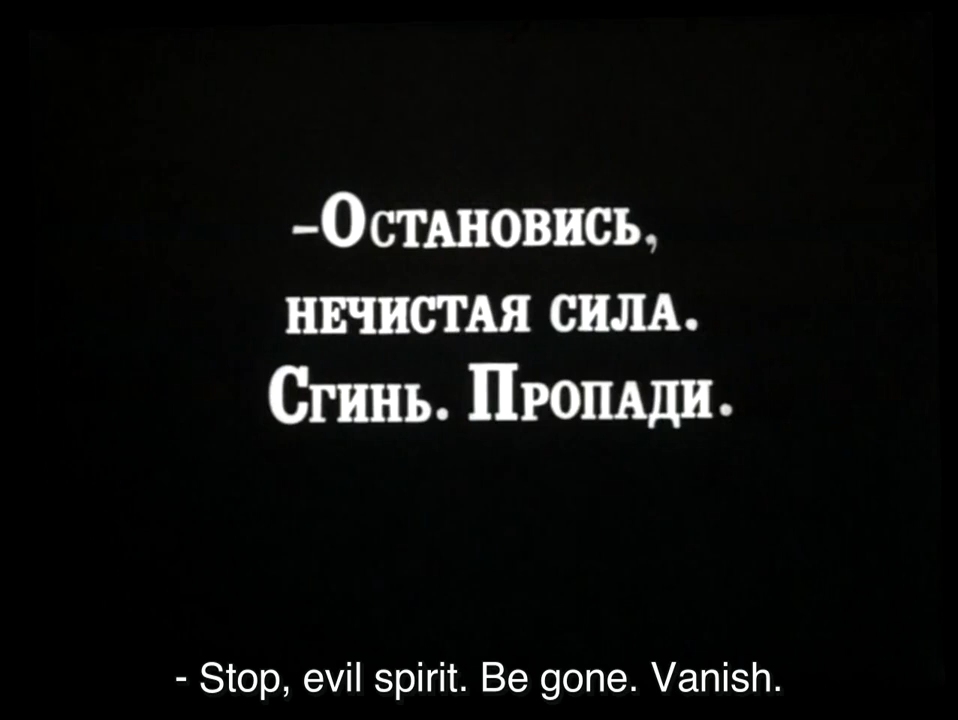 –Остановись,
нечистая сила.
Сгинь. Пропади.
- Stop, evil spirit. Be gone. Vanish.